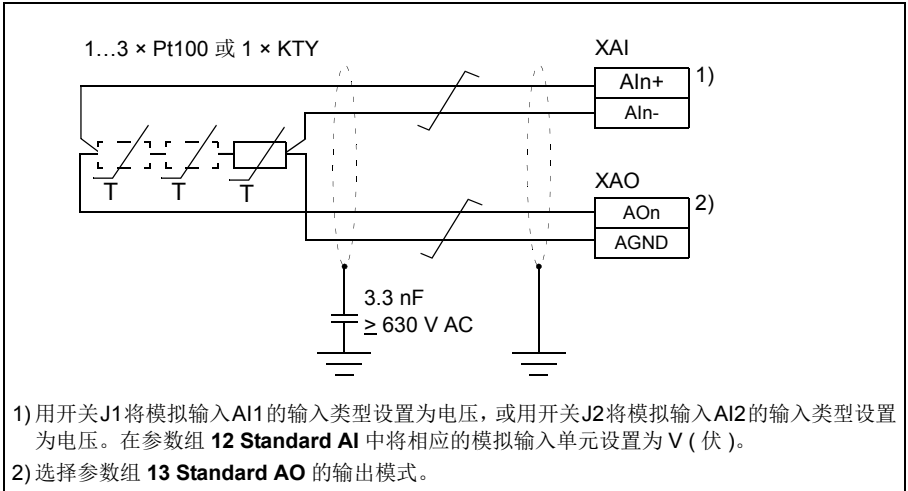 1…3 × Pt100 或 1 × KTY
XAI
AIn+
1)
AIn-
T
T
T
XAO
AOn
2)
AGND
3.3 nF
≥ 630 V AC
1) 用开关J1将模拟输入AI1的输入类型设置为电压，或用开关J2将模拟输入AI2的输入类型设置
为电压。在参数组 12 Standard AI 中将相应的模拟输入单元设置为 V ( 伏 )。
2) 选择参数组 13 Standard AO 的输出模式。